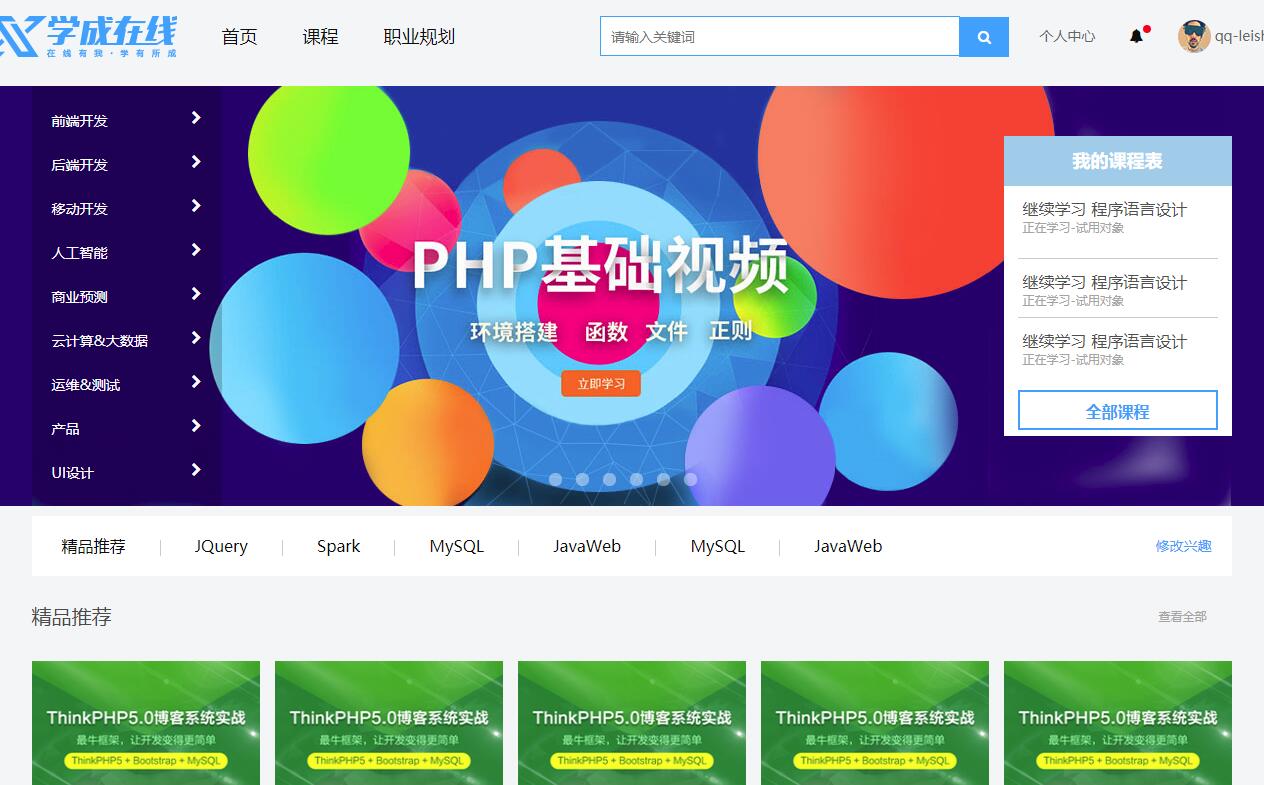 学成在线
在线有我·学有所成
首页 课程 职业规划
请输入关键词
个人中心
qq-leish
前端开发
后端开发
移动开发
人工智能
商业预测
云计算&大数据
运维&测试
产品
UI设计
PHP基础视频
环境搭建 函数 文件 正则
立即学习
我的课程表
继续学习 程序语言设计
正在学习-试用对象
继续学习 程序语言设计
正在学习-试用对象
继续学习 程序语言设计
正在学习-试用对象
全部课程
精品推荐 JQuery Spark MySQL JavaWeb MySQL JavaWeb 修改兴趣
精品推荐 查看全部
ThinkPHP5.0博客系统实战
最牛框架，让开发变得更简单
ThinkPHP5 + Bootstrap + MySQL
ThinkPHP5.0博客系统实战
最牛框架，让开发变得更简单
ThinkPHP5 + Bootstrap + MySQL
ThinkPHP5.0博客系统实战
最牛框架，让开发变得更简单
ThinkPHP5 + Bootstrap + MySQL
ThinkPHP5.0博客系统实战
最牛框架，让开发变得更简单
ThinkPHP5 + Bootstrap + MySQL
ThinkPHP5.0博客系统实战
最牛框架，让开发变得更简单
ThinkPHP5 + Bootstrap + MySQL